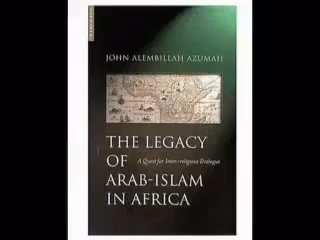 JOHN ALEMBILLAH AZUMAH
THE LEGACY
OF
A Quest for Inter-religious Dialogue
ARAB-ISLAM
IN AFRICA